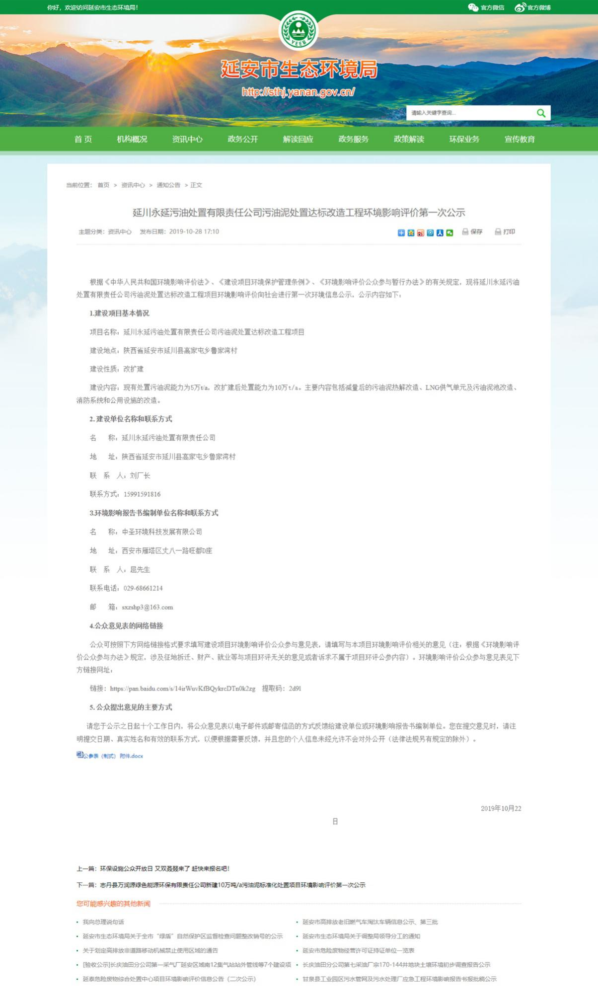 你好，欢迎访问延安市生态环境局！
官方微信
官方微博
YEEB
延安市生态环境局
http://sthj.yanan.gov.cn/
请输入关键字查询...
首 页 机构概况 资讯中心 政务公开 解读回应 政务服务 政策解读 环保业务 宣传教育
当前位置： 首页 > 资讯中心 > 通知公告 > 正文
延川永延污油处置有限责任公司污油泥处置达标改造工程环境影响评价第一次公示
主题分类：资讯中心 发布日期：2019-10-28 17:10
保存 打印
根据《中华人民共和国环境影响评价法》、《建设项目环境保护管理条例》、《环境影响评价公众参与暂行办法》的有关规定，现将延川永延污油
处置有限责任公司污油泥处置达标改造工程项目环境影响评价向社会进行第一次环境信息公示，公示内容如下：
1.建设项目基本情况
项目名称：延川永延污油处置有限责任公司污油泥处置达标改造工程项目
建设地点：陕西省延安市延川县高家屯乡鲁家湾村
建设性质：改扩建
建设内容：现有处置污油泥能力为5万t/a，改扩建后处置能力为10万t/a。主要内容包括减量后的污油泥热解改造、LNG供气单元及污油泥池改造、
消防系统和公用设施的改造。
2. 建设单位名称和联系方式
名 称：延川永延污油处置有限责任公司
地 址：陕西省延安市延川县高家屯乡鲁家湾村
联 系 人：刘厂长
联系方式：15991591816
3.环境影响报告书编制单位名称和联系方式
名 称：中圣环境科技发展有限公司
地 址：西安市雁塔区丈八一路旺都D座
联 系 人：屈先生
联系电话：029-68661214
邮 箱：sxzshp3@163.com
4.公众意见表的网络链接
公众可按照下方网络链接格式要求填写建设项目环境影响评价公众参与意见表，请填写与本项目环境影响评价相关的意见（注：根据《环境影响评
价公众参与办法》规定，涉及征地拆迁、财产、就业等与项目环评无关的意见或者诉求不属于项目环评公参内容）。环境影响评价公众参与意见表见下
方链接网址：
链接：https://pan.baidu.com/s/14irWuvKfBQykrcDTn0k2zg 提取码：2d9l
5. 公众提出意见的主要方式
请您于公示之日起十个工作日内，将公众意见表以电子邮件或邮寄信函的方式反馈给建设单位或环境影响报告书编制单位。您在提交意见时，请注
明提交日期、真实姓名和有效的联系方式，以便根据需要反馈，并且您的个人信息未经允许不会对外公开（法律法规另有规定的除外）。
公参表（制式） 附件.docx
2019年10月22
日
上一篇：环保设施公众开放日 又双叒叕来了 赶快来报名吧！
下一篇：志丹县万润源绿色能源环保有限责任公司新建10万吨/a污油泥标准化处置项目环境影响评价第一次公示
您可能感兴趣的其他新闻
我向总理说句话
延安市高排放老旧燃气车淘汰车辆信息公示、第三批
延安市生态环境局关于全市“绿盾”自然保护区监督检查问题整改销号的公示
延安市生态环境局关于调整局领导分工的通知
关于划定高排放非道路移动机械禁止使用区域的通告
延安市危险废物经营许可证持证单位一览表
[验收公示]长庆油田分公司第一采气厂延安区域南12集气站站外管线等7个建设项
长庆油田分公司第七采油厂宗170-144井地块土壤环境初步调查报告公示
延泰危险废物综合处置中心项目环境影响评价信息公告（二次公示）
甘泉县工业园区污水管网及污水处理厂应急工程环境影响报告书报批稿公示